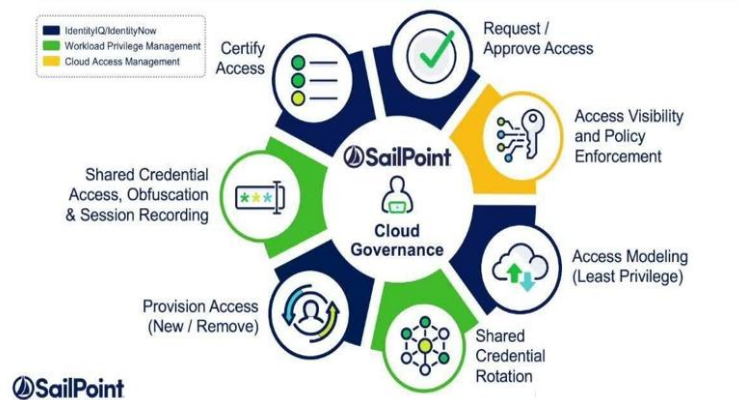 IdentityIQ/IdentityNow
Workload Privilege Management
Cloud Access Management
Certify
Access
Request /
Approve Access
Access Visibility
and Policy
Enforcement
Shared Credential
Access, Obfuscation
& Session Recording
SailPoint
Cloud
Governance
Access Modeling
(Least Privilege)
Provision Access
(New / Remove)
Shared
Credential
Rotation
SailPoint